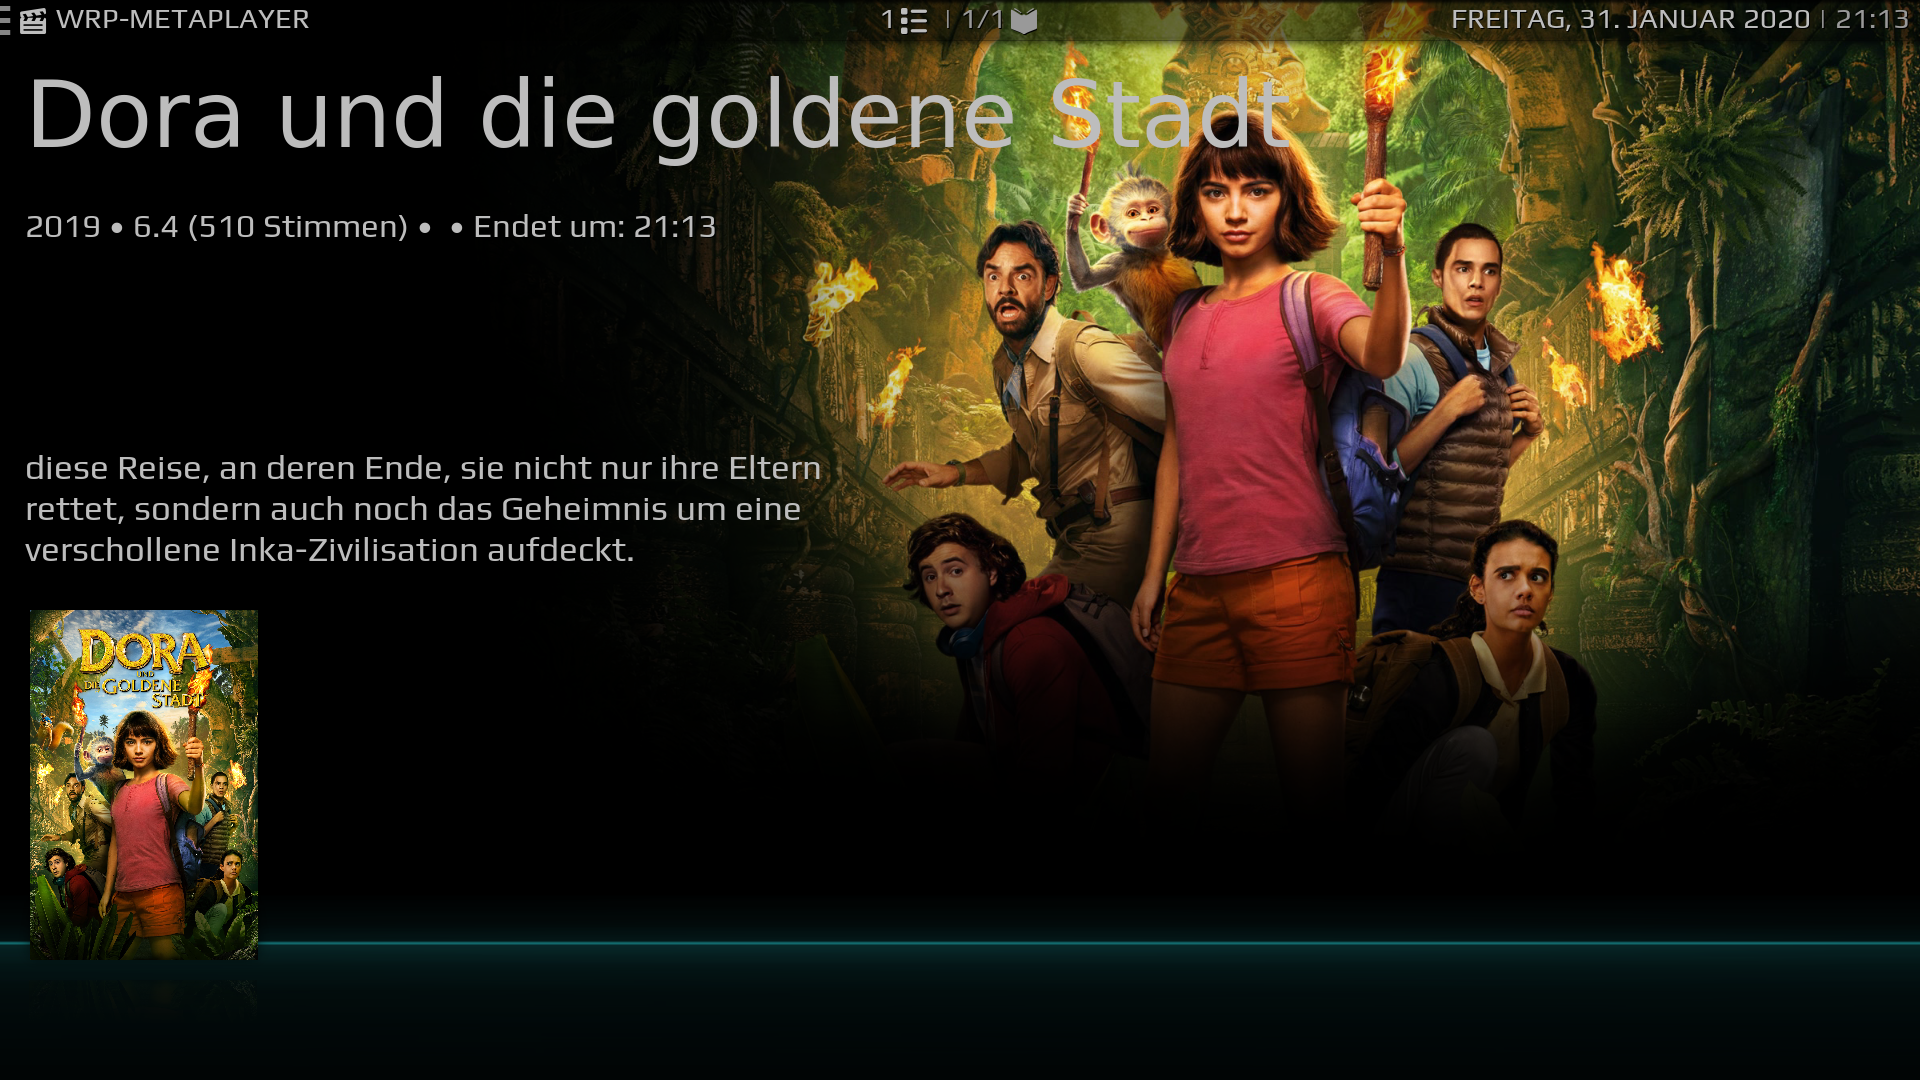 WRP-METAPLAYER
1 | 1/1
FREITAG, 31. JANUAR 2020 | 21:13
Dora und die goldene Stadt
2019 • 6.4 (510 Stimmen) • • Endet um: 21:13
diese Reise, an deren Ende, sie nicht nur ihre Eltern
rettet, sondern auch noch das Geheimnis um eine
verschollene Inka-Zivilisation aufdeckt.
DORA
UND
DIE GOLDENE
STADT